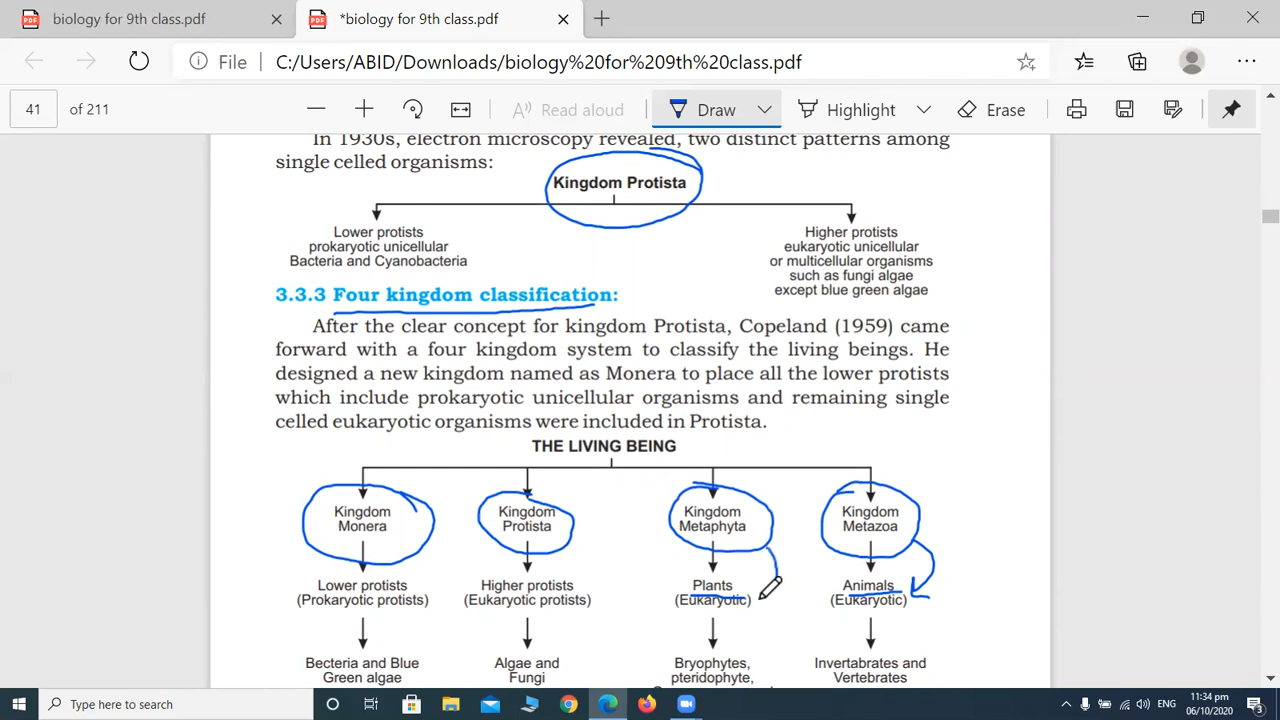 biology for 9th class.pdf
*biology for 9th class.pdf
File
C:/Users/ABID/Downloads/biology%20for%209th%20class.pdf
41 of 211
Read aloud
Draw
Highlight
Erase
In 1930s, electron microscopy revealed, two distinct patterns among
single celled organisms:
Kingdom Protista
Lower protists
prokaryotic unicellular
Bacteria and Cyanobacteria
Higher protists
eukaryotic unicellular
or multicellular organisms
such as fungi algae
except blue green algae
3.3.3 Four kingdom classification:
After the clear concept for kingdom Protista, Copeland (1959) came
forward with a four kingdom system to classify the living beings. He
designed a new kingdom named as Monera to place all the lower protists
which include prokaryotic unicellular organisms and remaining single
celled eukaryotic organisms were included in Protista.
THE LIVING BEING
Kingdom
Monera
Kingdom
Protista
Kingdom
Metaphyta
Kingdom
Metazoa
Lower protists
(Prokaryotic protists)
Higher protists
(Eukaryotic protists)
Plants
(Eukaryotic)
Animals
(Eukaryotic)
Becteria and Blue
Green algae
Algae and
Fungi
Bryophytes,
pteridophyte,
Invertabrates and
Vertebrates
Type here to search
ENG
11:34 pm
06/10/2020
3